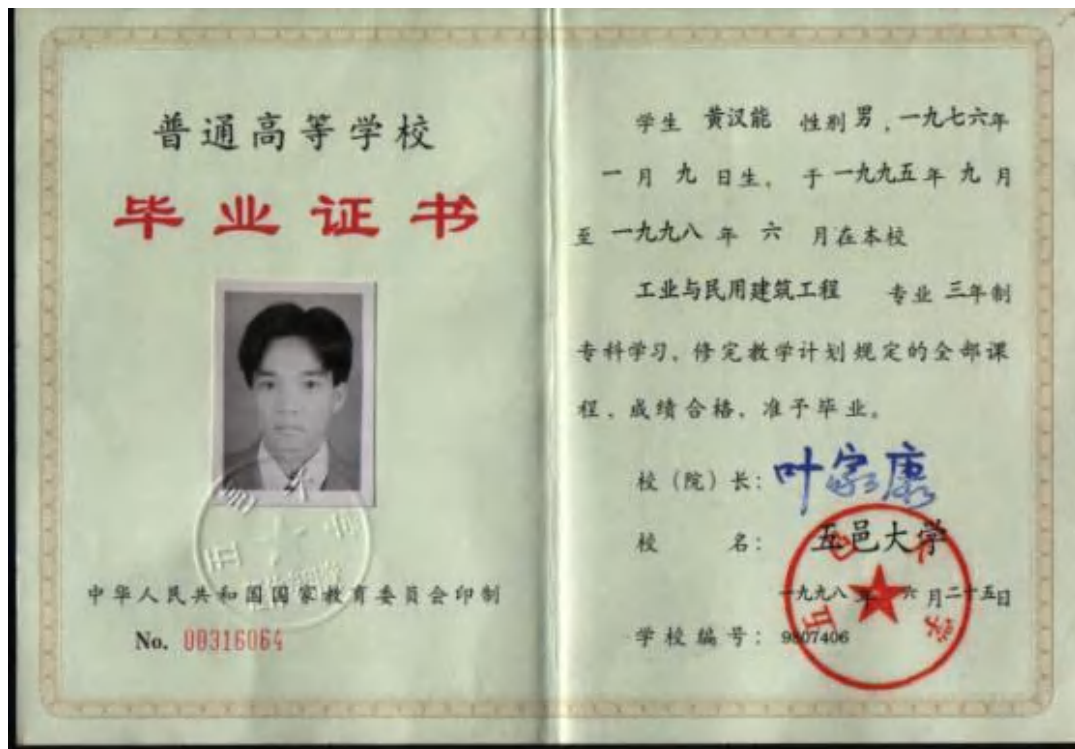 普通高等学校
毕业证书
中华人民共和国国家教育委员会印制
No. 00316064
学生 黄汉能 性别 男，一九七六年
一月 九 日生，于一九九五年 九 月
至 一九九八 年 六 月在本校
工业与民用建筑工程 专业 三年制
专科学习，修完教学计划规定的全部课
程，成绩合格，准予毕业。
校（院）长：叶家康
校 名：五邑大学
一九九八年 六月二十五日
学校编号：9807406
五邑大学